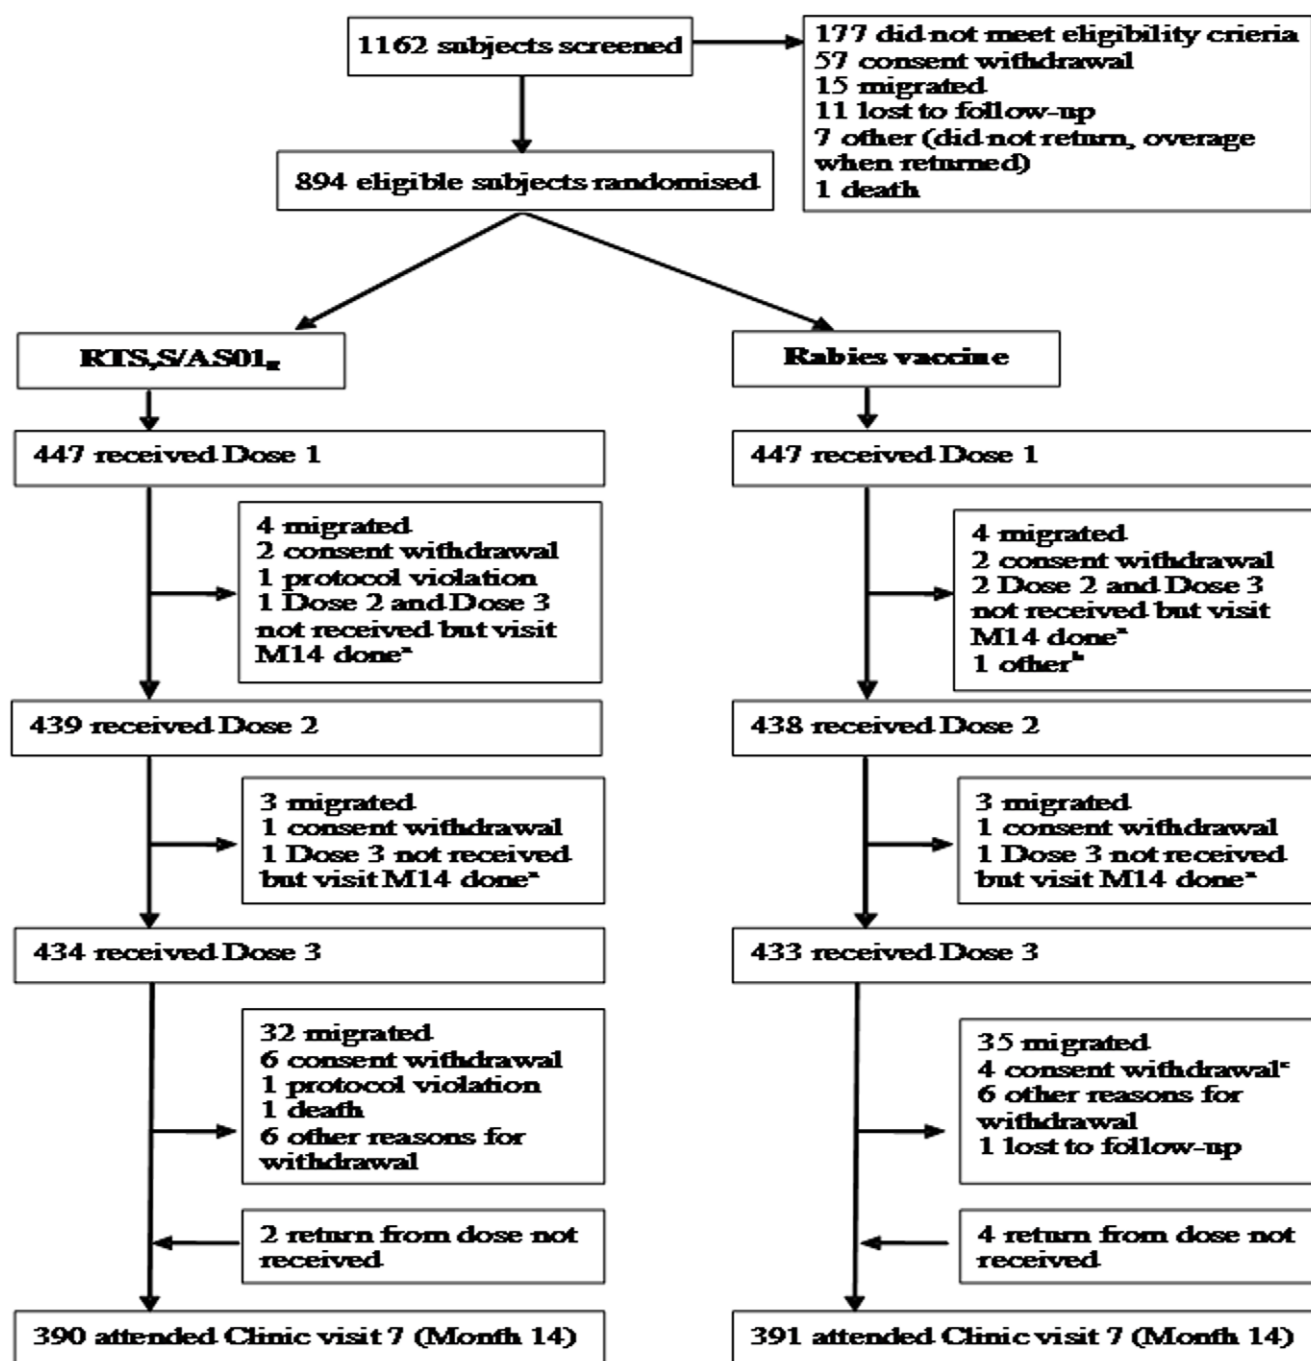 1162 subjects screened
177 did not meet eligibility crieria
57 consent withdrawal
15 migrated
11 lost to follow-up
7 other (did not return, overage
when returned)
1 death
894 eligible subjects randomised
RTS,S/AS01E
Rabies vaccine
447 received Dose 1
447 received Dose 1
4 migrated
2 consent withdrawal
1 protocol violation
1 Dose 2 and Dose 3
not received but visit
M14 doneᵃ
4 migrated
2 consent withdrawal
2 Dose 2 and Dose 3
not received but visit
M14 doneᵃ
1 otherᵇ
439 received Dose 2
438 received Dose 2
3 migrated
1 consent withdrawal
1 Dose 3 not received
but visit M14 doneᵃ
3 migrated
1 consent withdrawal
1 Dose 3 not received
but visit M14 doneᵃ
434 received Dose 3
433 received Dose 3
32 migrated
6 consent withdrawal
1 protocol violation
1 death
6 other reasons for
withdrawal
35 migrated
4 consent withdrawalᶜ
6 other reasons for
withdrawal
1 lost to follow-up
2 return from dose not
received
4 return from dose not
received
390 attended Clinic visit 7 (Month 14)
391 attended Clinic visit 7 (Month 14)